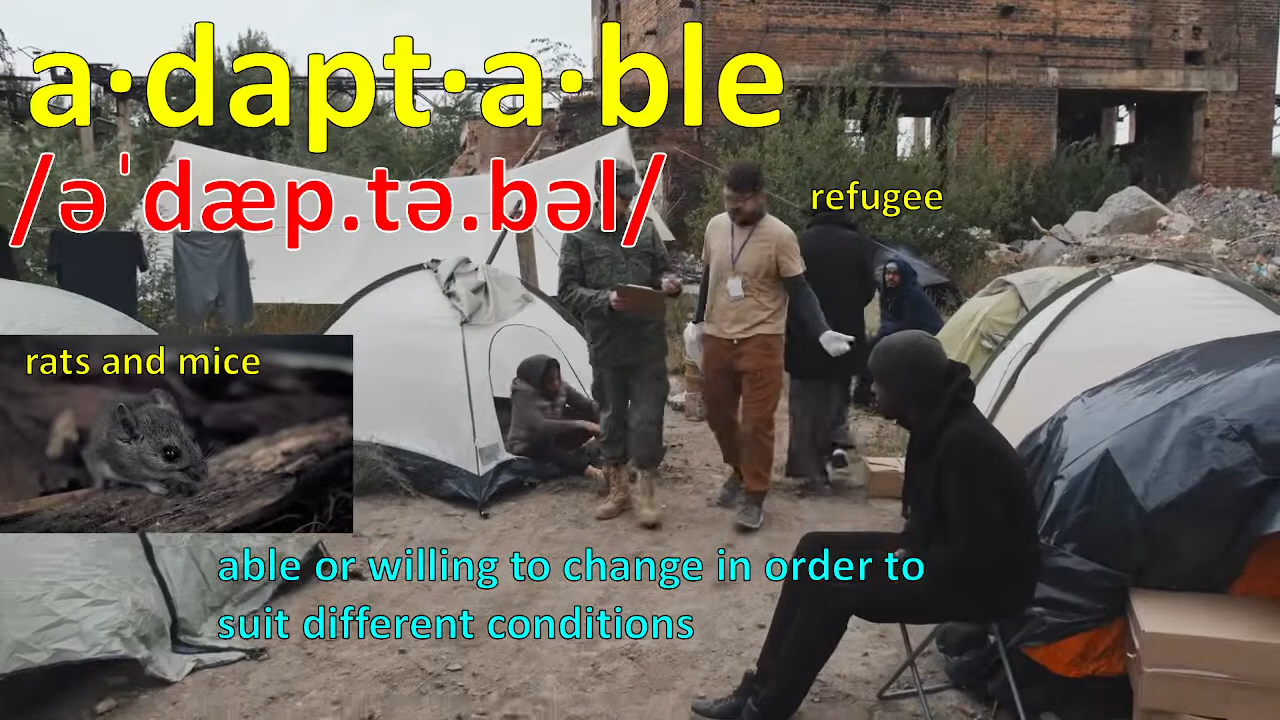 a·dapt·a·ble
/əˈdæp.tə.bəl/
refugee
rats and mice
able or willing to change in order to
suit different conditions